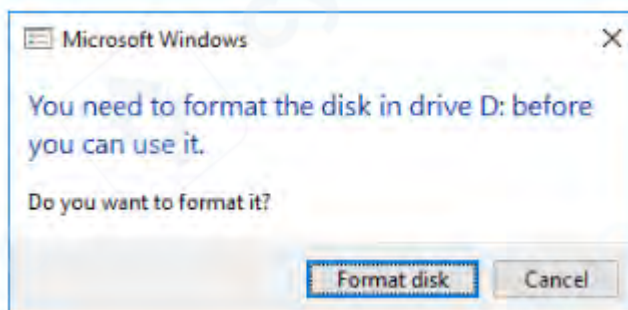 Microsoft Windows
You need to format the disk in drive D: before
you can use it.
Do you want to format it?
Format disk
Cancel